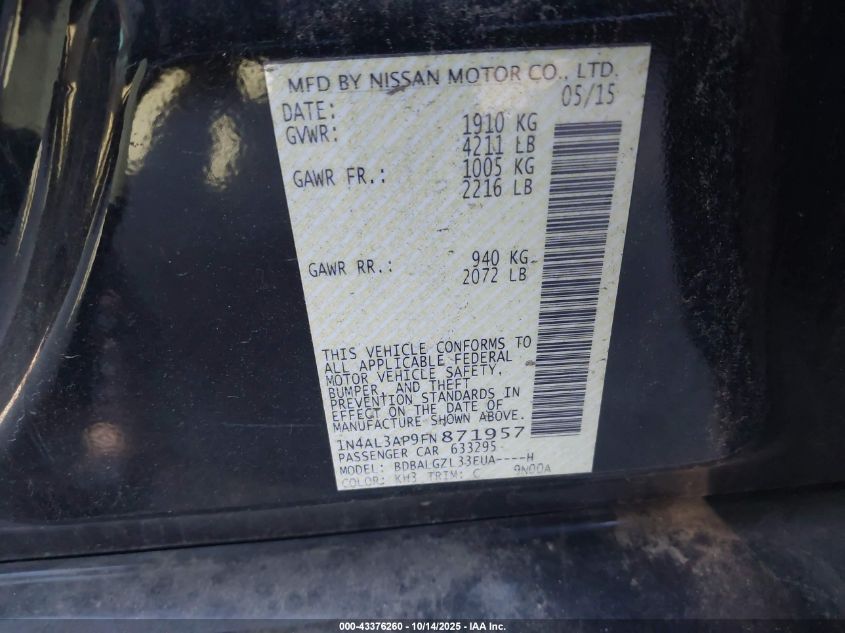 MFD BY NISSAN MOTOR CO., LTD.
DATE: 05/15
GVWR: 1910 KG
4211 LB
GAWR FR.: 1005 KG
2216 LB
GAWR RR.: 940 KG
2072 LB
THIS VEHICLE CONFORMS TO
ALL APPLICABLE FEDERAL
MOTOR VEHICLE SAFETY,
BUMPER, AND THEFT
PREVENTION STANDARDS IN
EFFECT ON THE DATE OF
MANUFACTURE SHOWN ABOVE.
1N4AL3AP9FN871957
PASSENGER CAR 633295
MODEL: BDBALGZL33EUA----H
COLOR: KH3 TRIM: C 9N00A
000-43376260 - 10/14/2025 - IAA Inc.